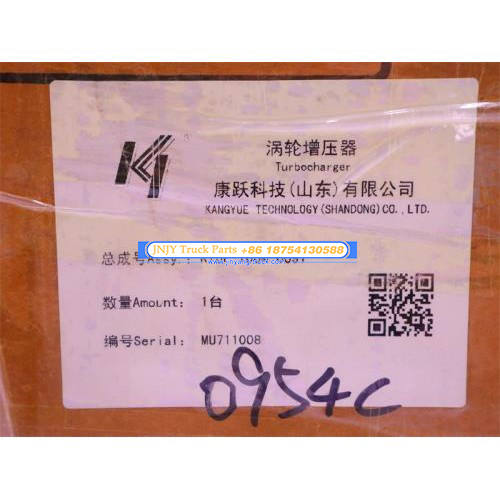 涡轮增压器
Turbocharger
康跃科技(山东)有限公司
KANGYUE TECHNOLOGY(SHANDONG)CO.,LTD.
JNJY Truck Parts +86 18754130588
总成号Assy.:
数量Amount: 1台
编号Serial: MU711008
0954C